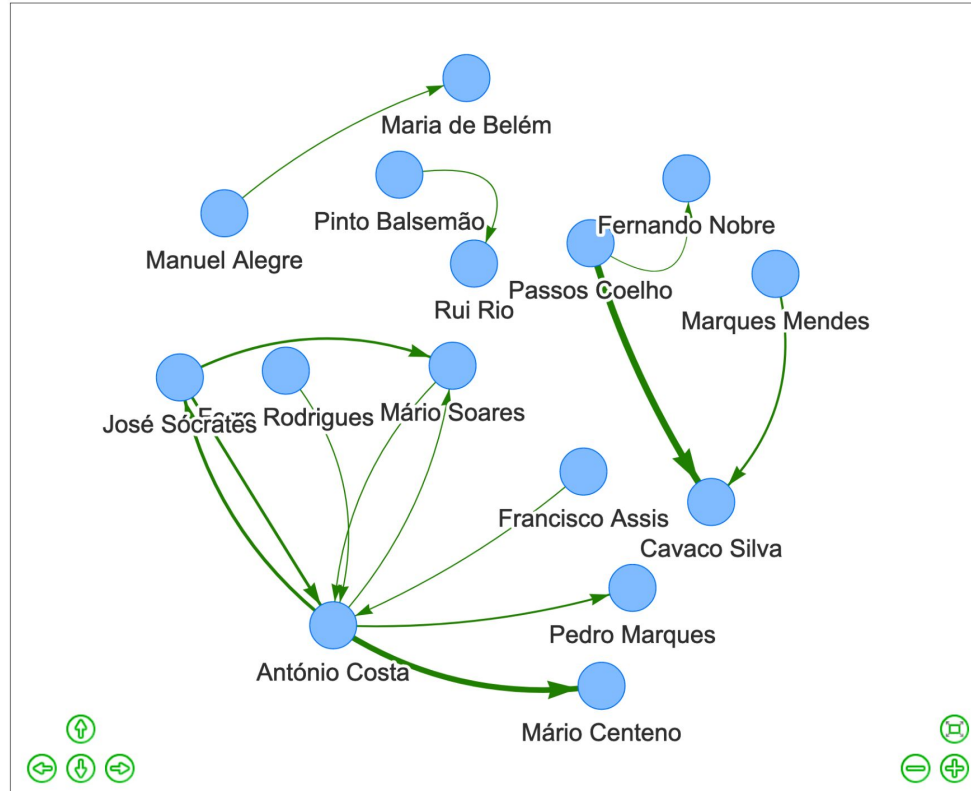 Maria de Belém
Pinto Balsemão
Fernando Nobre
Manuel Alegre
Passos Coelho
Rui Rio
Marques Mendes
José Sócrates
Rodrigues
Mário Soares
Francisco Assis
Cavaco Silva
Pedro Marques
António Costa
Mário Centeno